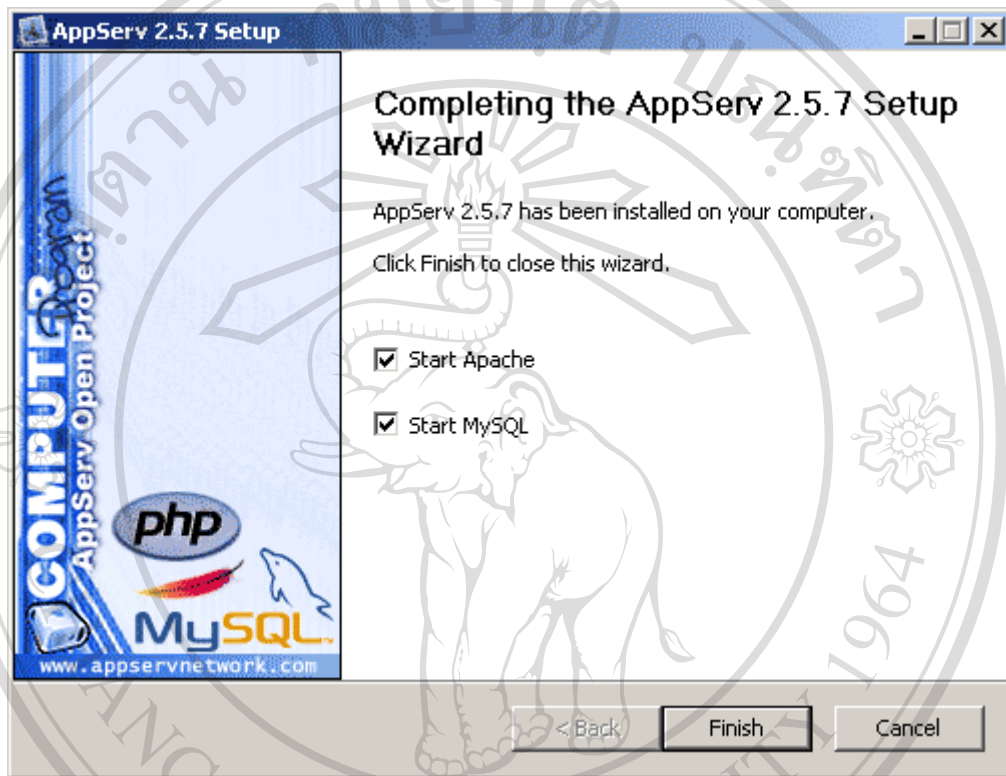 AppServ 2.5.7 Setup
Completing the AppServ 2.5.7 Setup
Wizard
AppServ 2.5.7 has been installed on your computer.
Click Finish to close this wizard.
Start Apache
Start MySQL
COMPUTER
AppServ Open Project
php
MySQL
www.appservnetwork.com
< Back
Finish
Cancel
1964